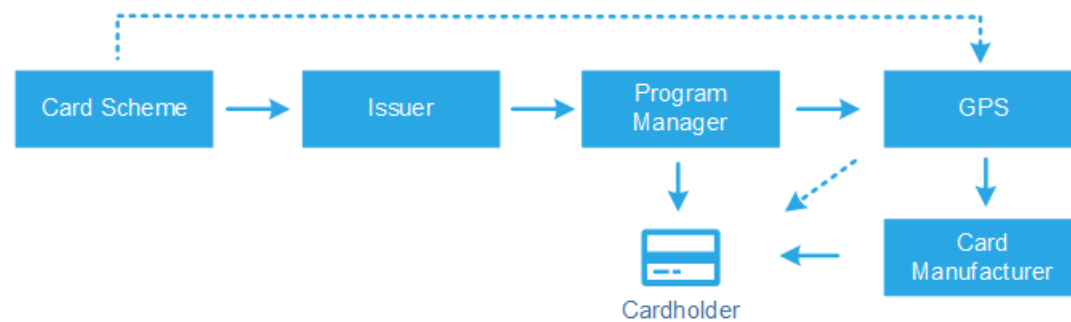 Card Scheme
Issuer
Program
Manager
GPS
Card
Manufacturer
Cardholder